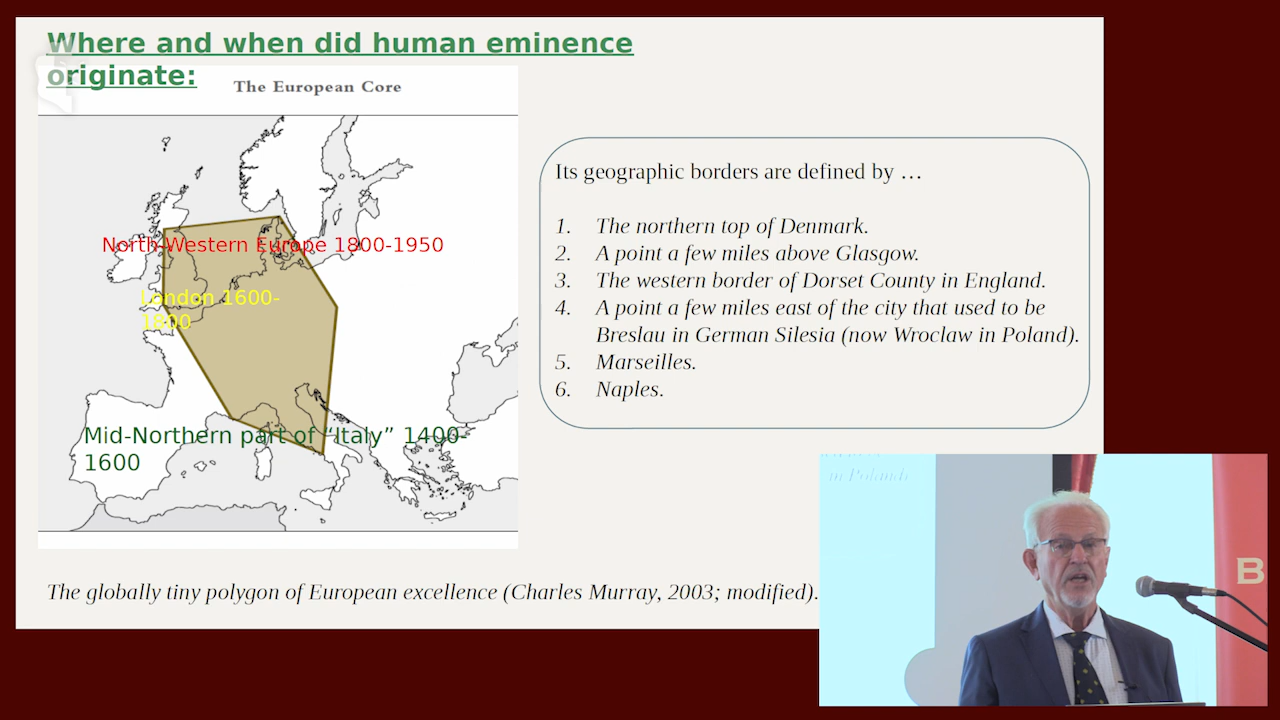 Where and when did human eminence
originate:
The European Core
North-Western Europe 1800-1950
London 1600-
1800
Mid-Northern part of “Italy” 1400-
1600
Its geographic borders are defined by …
1. The northern top of Denmark.
2. A point a few miles above Glasgow.
3. The western border of Dorset County in England.
4. A point a few miles east of the city that used to be
Breslau in German Silesia (now Wroclaw in Poland).
5. Marseilles.
6. Naples.
The globally tiny polygon of European excellence (Charles Murray, 2003; modified).
in Poland
B